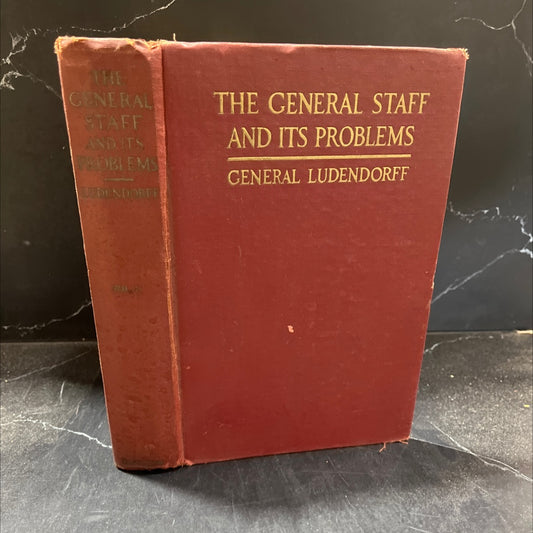 THE
GENERAL
STAFF
AND ITS
PROBLEMS
LUDENDORFF
THE GENERAL STAFF
AND ITS PROBLEMS
GENERAL LUDENDORFF